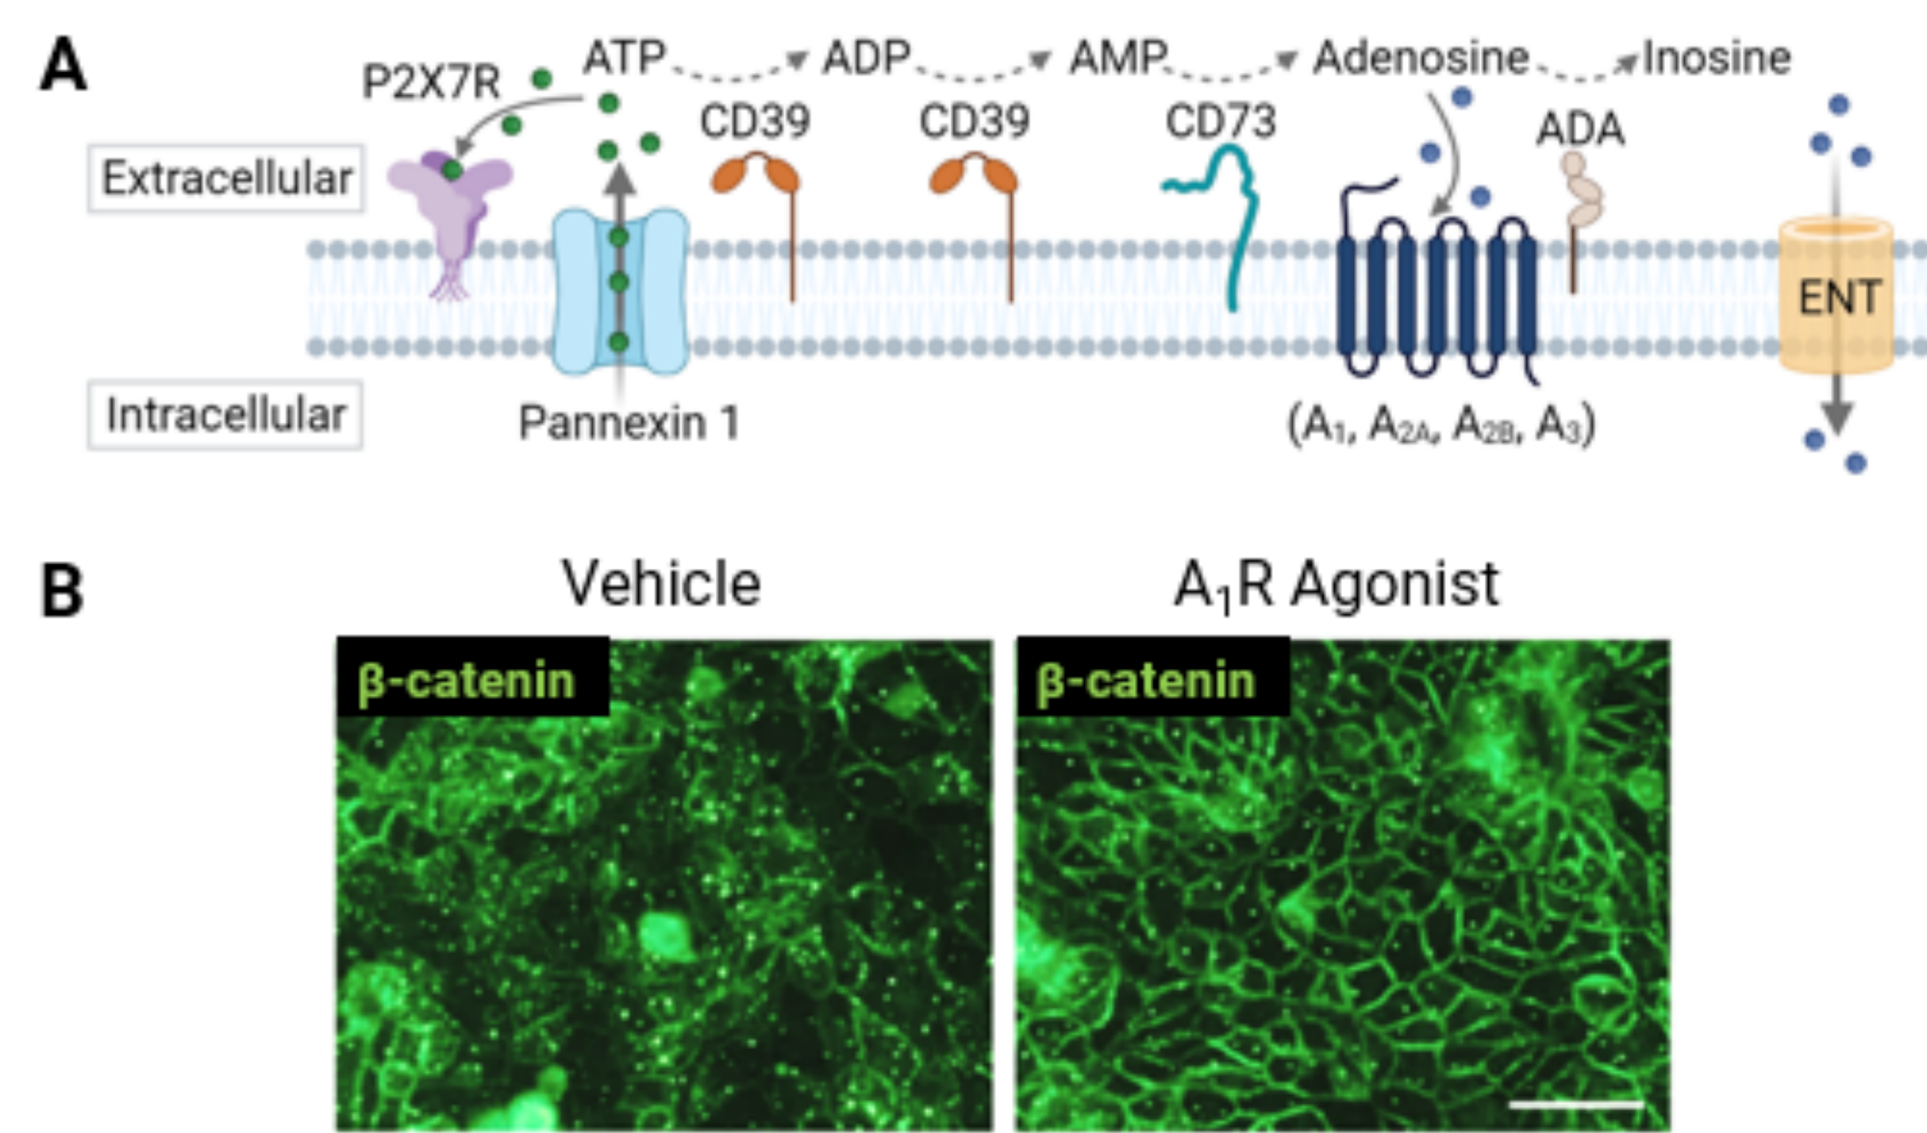 A
P2X7R
ATP ADP AMP Adenosine Inosine
CD39 CD39 CD73 ADA
Extracellular
ENT
Intracellular
Pannexin 1
(A₁, A₂A, A₂B, A₃)
B
Vehicle A₁R Agonist
β-catenin β-catenin